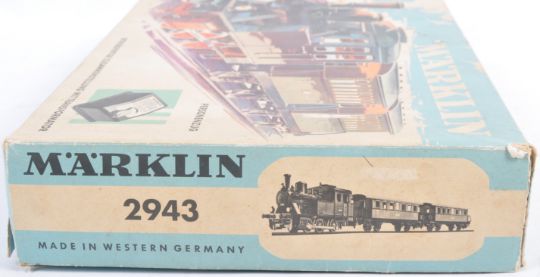 MÄRKLIN
MÄRKLIN
2943
MADE IN WESTERN GERMANY